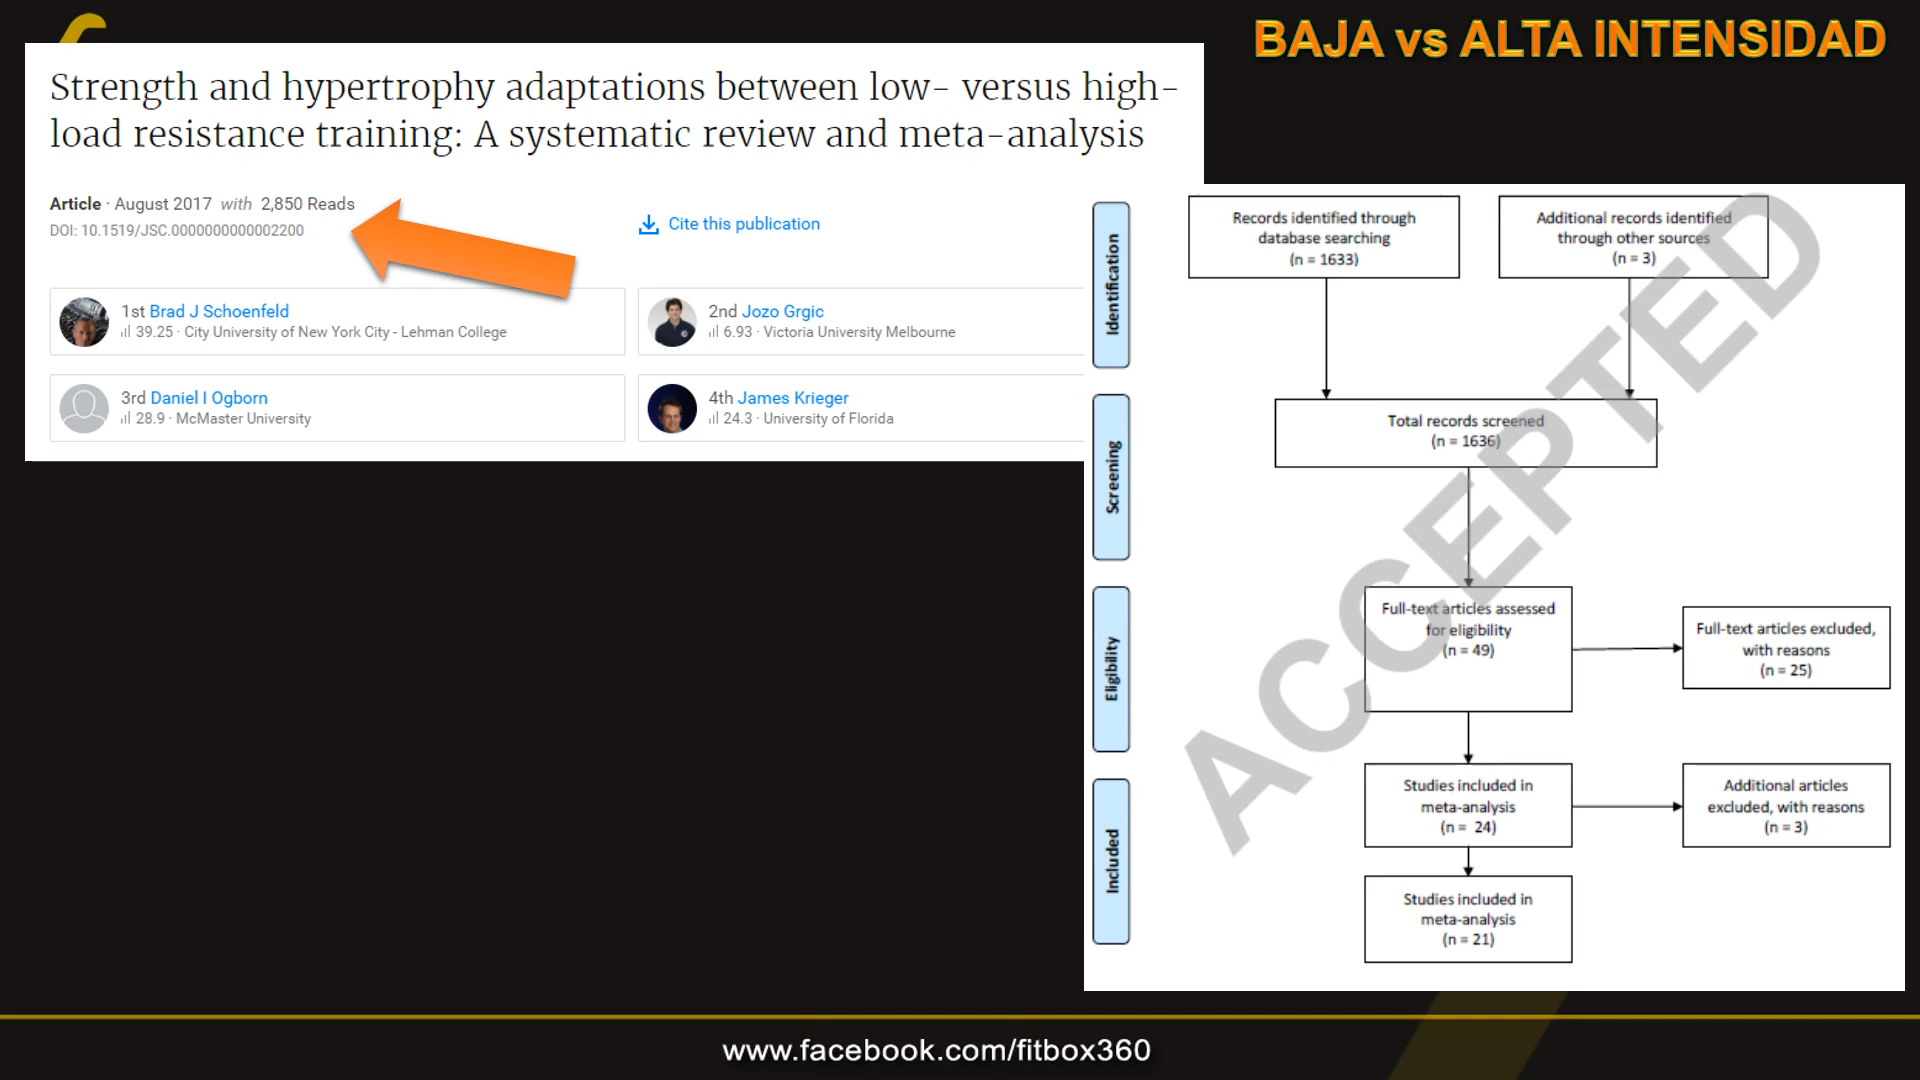 BAJA vs ALTA INTENSIDAD
Strength and hypertrophy adaptations between low- versus high-
load resistance training: A systematic review and meta-analysis
Article · August 2017 with 2,850 Reads
DOI: 10.1519/JSC.0000000000002200
Cite this publication
1st Brad J Schoenfeld
39.25 · City University of New York City - Lehman College
2nd Jozo Grgic
6.93 · Victoria University Melbourne
3rd Daniel I Ogborn
28.9 · McMaster University
4th James Krieger
24.3 · University of Florida
Identification
Records identified through
database searching
(n = 1633)
Additional records identified
through other sources
(n = 3)
Screening
Total records screened
(n = 1636)
Eligibility
Full-text articles assessed
for eligibility
(n = 49)
Full-text articles excluded,
with reasons
(n = 25)
Included
Studies included in
meta-analysis
(n = 24)
Additional articles
excluded, with reasons
(n = 3)
Studies included in
meta-analysis
(n = 21)
ACCEPTED
www.facebook.com/fitbox360